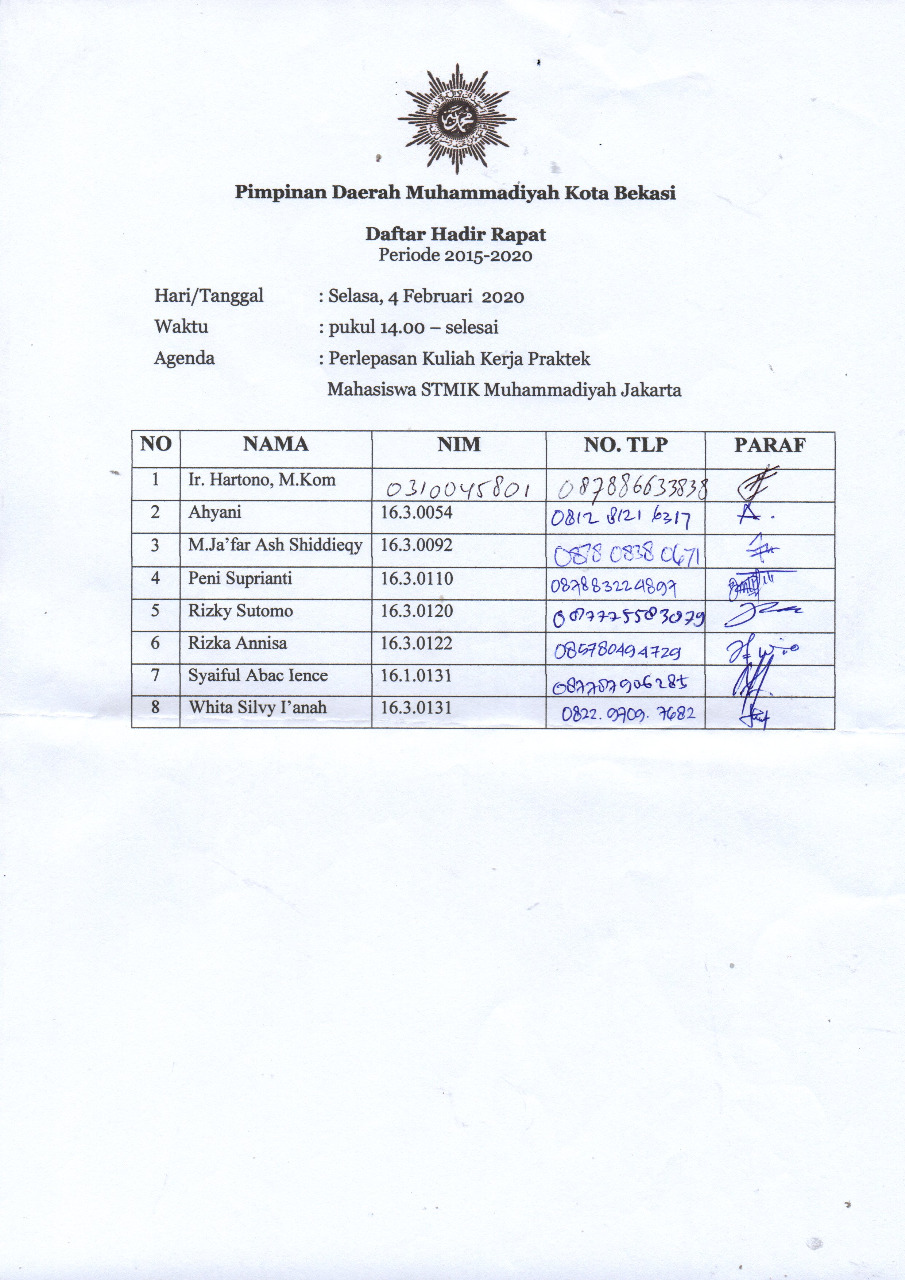 Pimpinan Daerah Muhammadiyah Kota Bekasi
Daftar Hadir Rapat
Periode 2015-2020
Hari/Tanggal : Selasa, 4 Februari 2020
Waktu : pukul 14.00 – selesai
Agenda : Perlepasan Kuliah Kerja Praktek
Mahasiswa STMIK Muhammadiyah Jakarta
NO NAMA NIM NO. TLP PARAF
1 Ir. Hartono, M.Kom 0310045801 087886633838
2 Ahyani 16.3.0054 0812 8121 6317
3 M.Ja'far Ash Shiddieqy 16.3.0092 0878 0838 0671
4 Peni Suprianti 16.3.0110 087883224897
5 Rizky Sutomo 16.3.0120 087775583079
6 Rizka Annisa 16.3.0122 085780494729
7 Syaiful Abac Ience 16.1.0131 087787906285
8 Whita Silvy I'anah 16.3.0131 0822. 9709. 7682